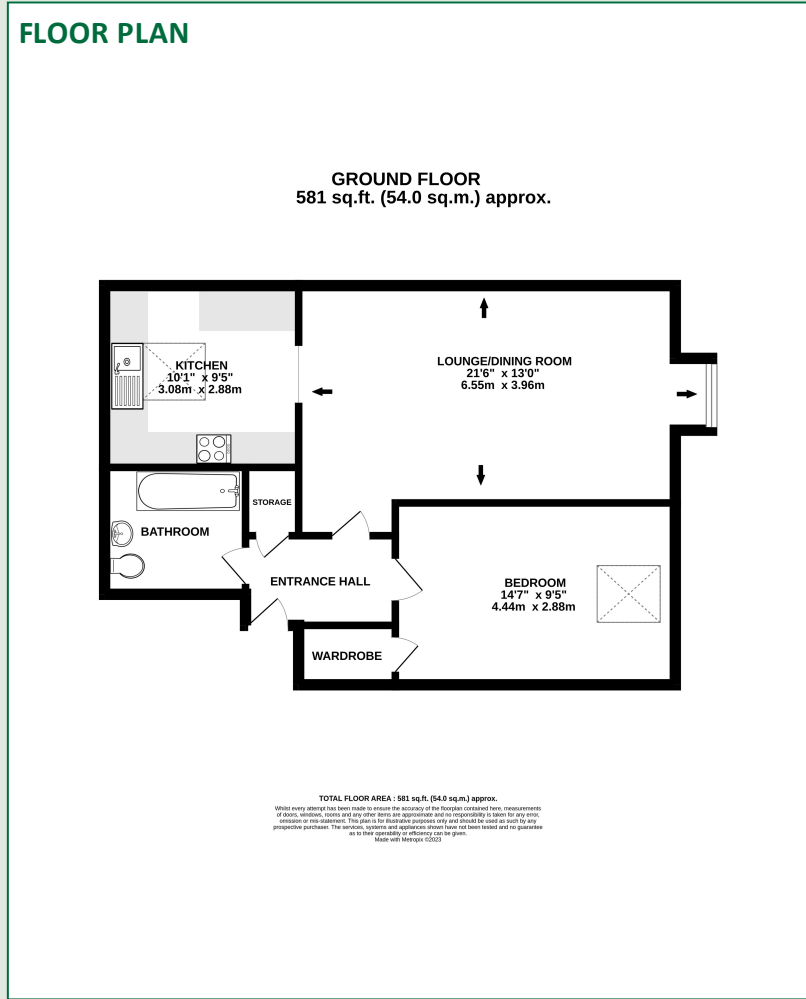 FLOOR PLAN
GROUND FLOOR
581 sq.ft. (54.0 sq.m.) approx.
KITCHEN
10'1" x 9'5"
3.08m x 2.88m
LOUNGE/DINING ROOM
21'6" x 13'0"
6.55m x 3.96m
STORAGE
BATHROOM
ENTRANCE HALL
BEDROOM
14'7" x 9'5"
4.44m x 2.88m
WARDROBE
TOTAL FLOOR AREA : 581 sq.ft. (54.0 sq.m.) approx.
Whilst every attempt has been made to ensure the accuracy of the floorplan contained here, measurements
of doors, windows, rooms and any other items are approximate and no responsibility is taken for any error,
omission or mis-statement. This plan is for illustrative purposes only and should be used as such by any
prospective purchaser. The services, systems and appliances shown have not been tested and no guarantee
as to their operability or efficiency can be given.
Made with Metropix ©2023